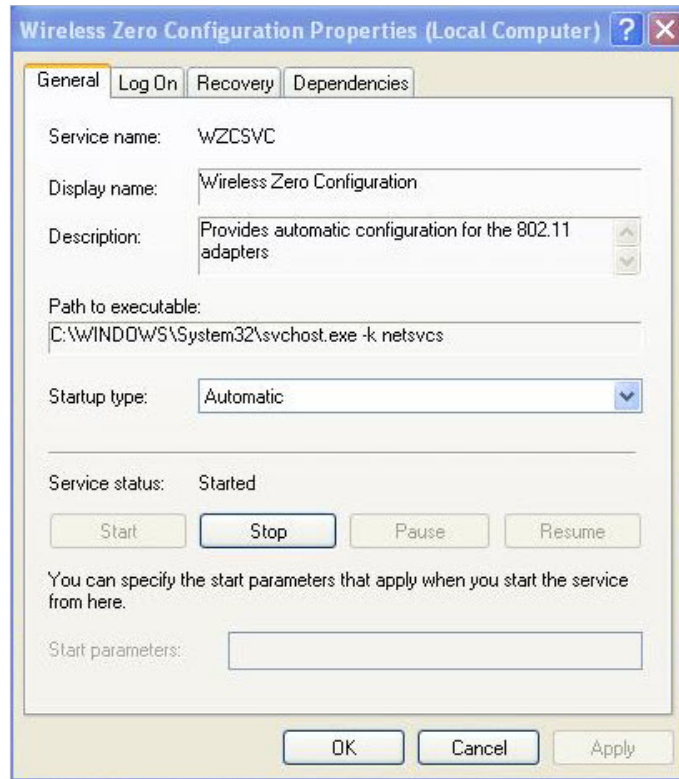 Wireless Zero Configuration Properties (Local Computer)
General Log On Recovery Dependencies
Service name: WZCSVC
Display name: Wireless Zero Configuration
Description: Provides automatic configuration for the 802.11
adapters
Path to executable:
C:\WINDOWS\System32\svchost.exe -k netsvcs
Startup type: Automatic
Service status: Started
Start Stop Pause Resume
You can specify the start parameters that apply when you start the service
from here.
Start parameters:
OK Cancel Apply